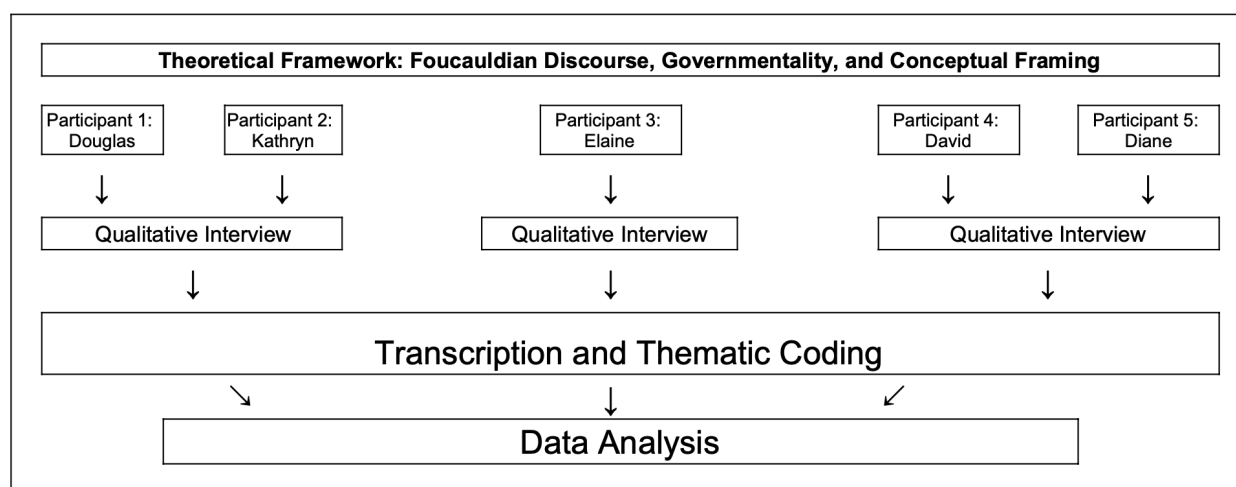 Theoretical Framework: Foucauldian Discourse, Governmentality, and Conceptual Framing
Participant 1:
Douglas
Participant 2:
Kathryn
Participant 3:
Elaine
Participant 4:
David
Participant 5:
Diane
Qualitative Interview
Qualitative Interview
Qualitative Interview
Transcription and Thematic Coding
Data Analysis